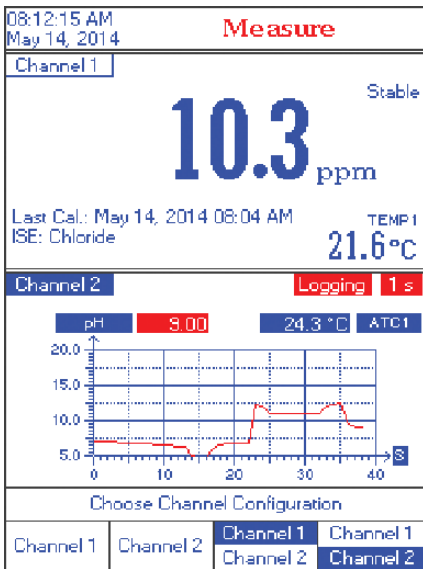 08:12:15 AM
May 14, 2014
Measure
Channel 1
Stable
10.3 ppm
Last Cal.: May 14, 2014 08:04 AM
ISE: Chloride
TEMP1
21.6°C
Channel 2
Logging 1 s
pH 9.00 24.3 °C ATC1
20.0
15.0
10.0
5.0
0 10 20 30 40 S
Choose Channel Configuration
Channel 1 Channel 2 Channel 1 Channel 1
Channel 2 Channel 2